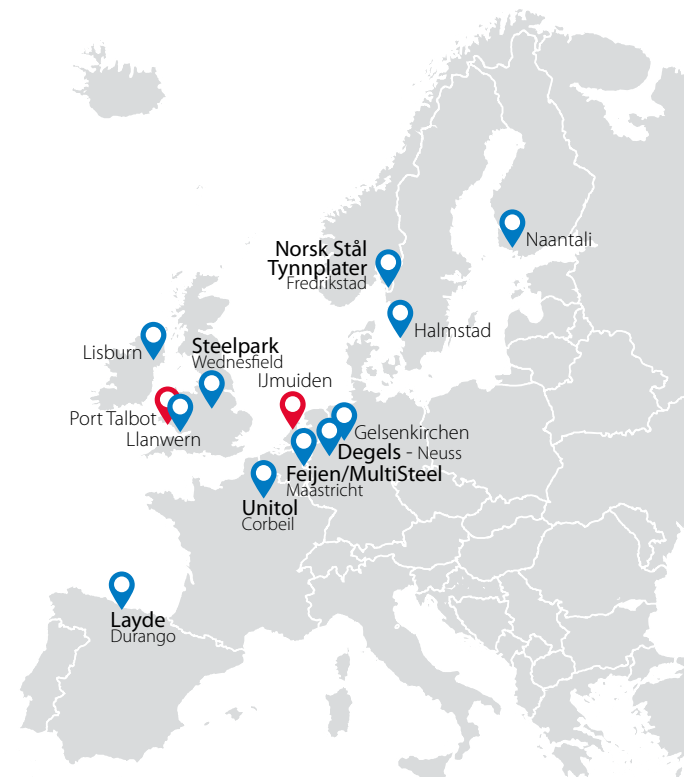 Naantali
Norsk Stål
Tynnplater
Fredrikstad
Halmstad
Lisburn
Steelpark
Wednesfield
IJmuiden
Port Talbot
Llanwern
Gelsenkirchen
Degels - Neuss
Feijen/MultiSteel
Maastricht
Unitol
Corbeil
Layde
Durango